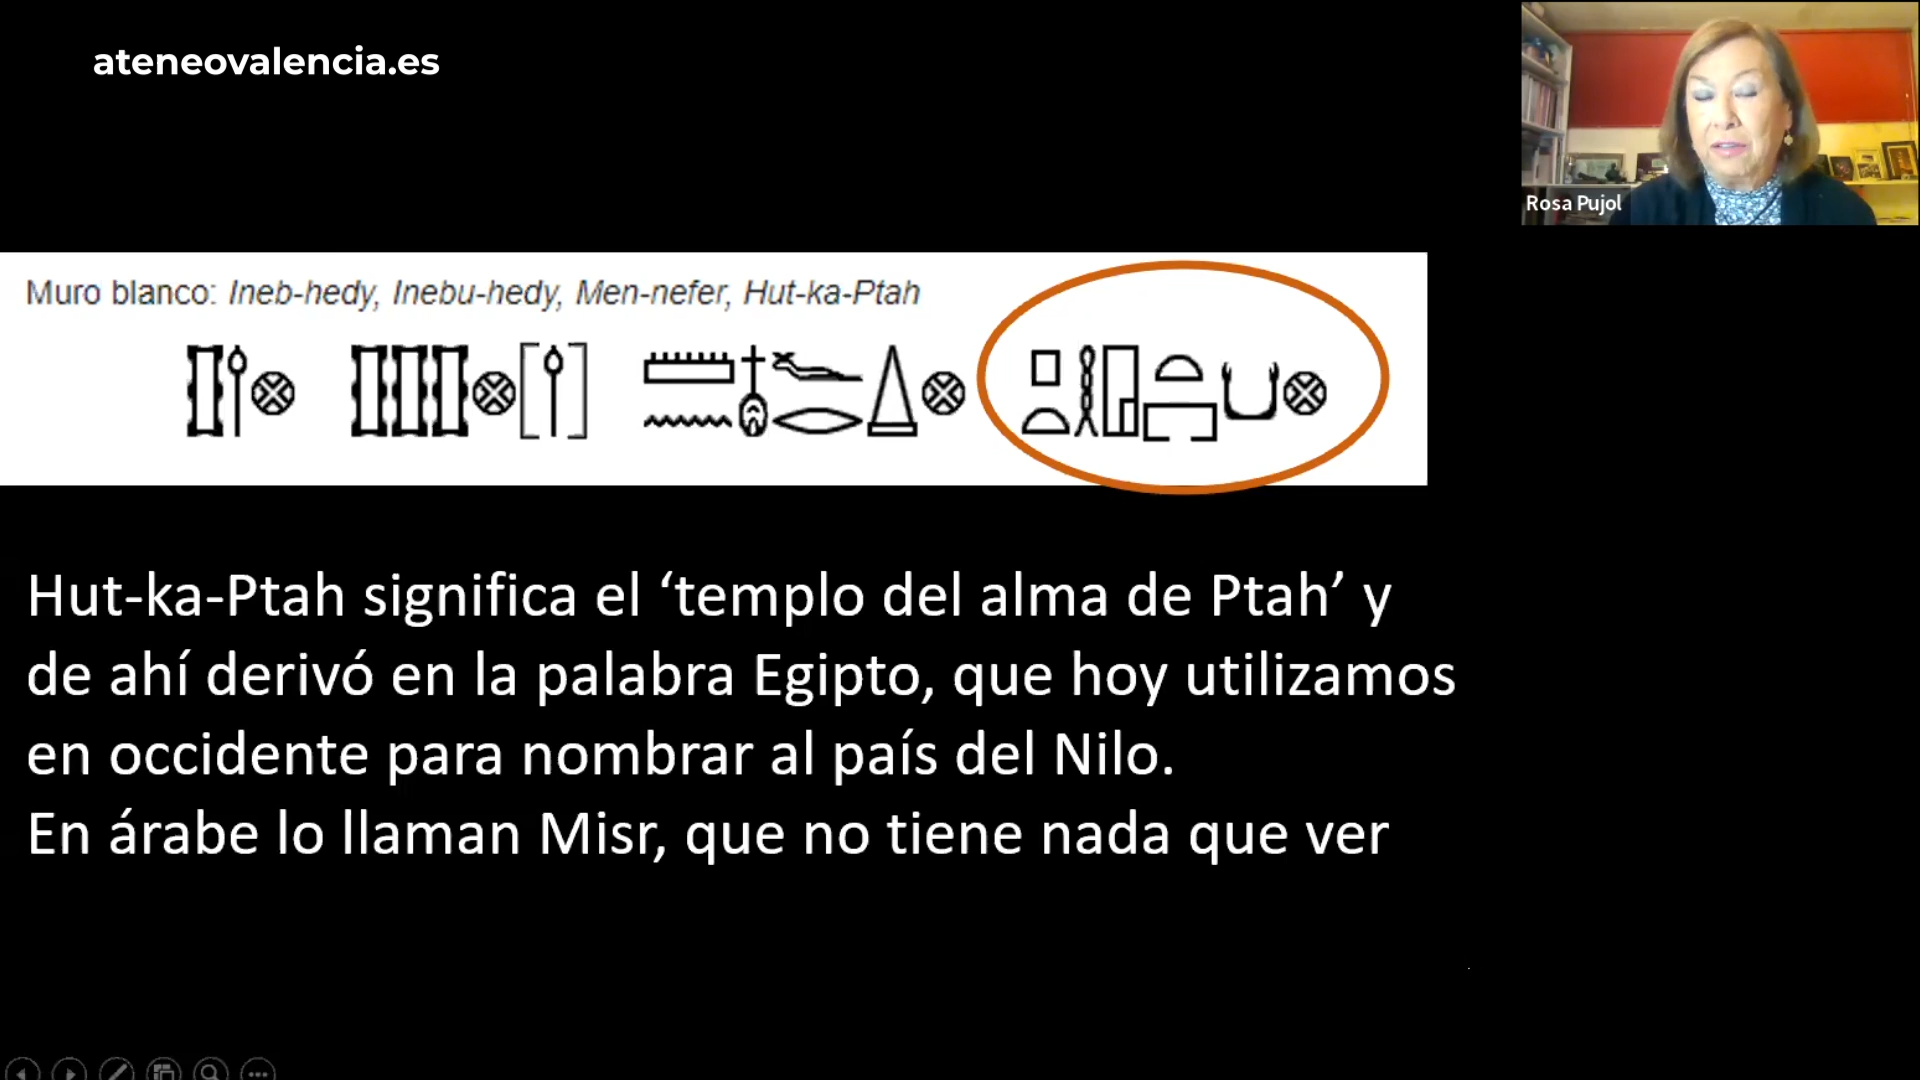 ateneovalencia.es
Rosa Pujol
Muro blanco: Ineb-hedy, Inebu-hedy, Men-nefer, Hut-ka-Ptah
Hut-ka-Ptah significa el ‘templo del alma de Ptah’ y
de ahí derivó en la palabra Egipto, que hoy utilizamos
en occidente para nombrar al país del Nilo.
En árabe lo llaman Misr, que no tiene nada que ver